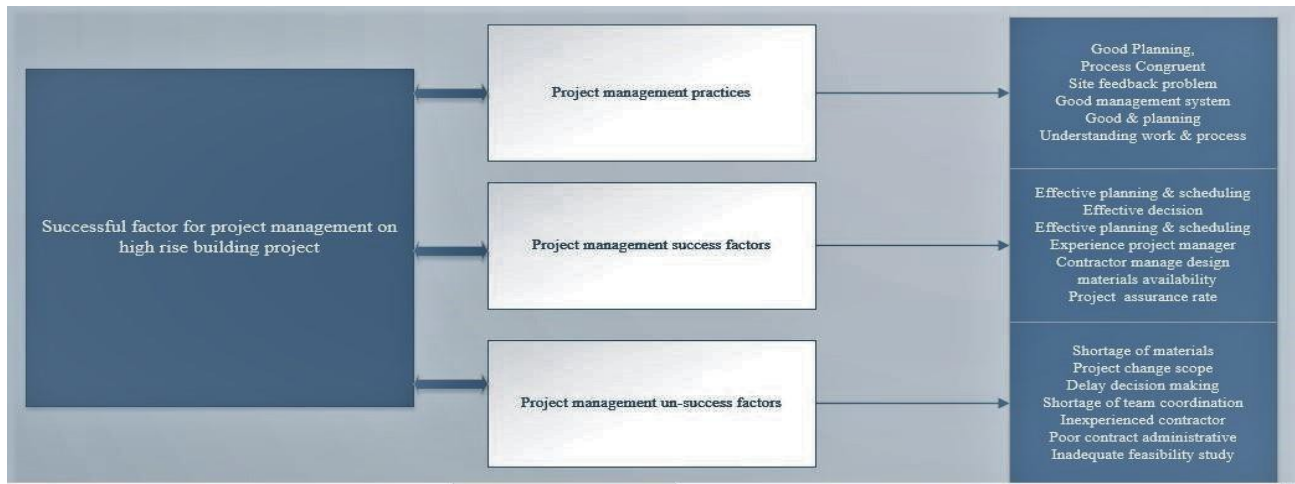 Successful factor for project management on
high rise building project
Project management practices
Good Planning,
Process Congruent
Site feedback problem
Good management system
Good & planning
Understanding work & process
Project management success factors
Effective planning & scheduling
Effective decision
Effective planning & scheduling
Experience project manager
Contractor manage design
materials availability
Project assurance rate
Project management un-success factors
Shortage of materials
Project change scope
Delay decision making
Shortage of team coordination
Inexperienced contractor
Poor contract administrative
Inadequate feasibility study